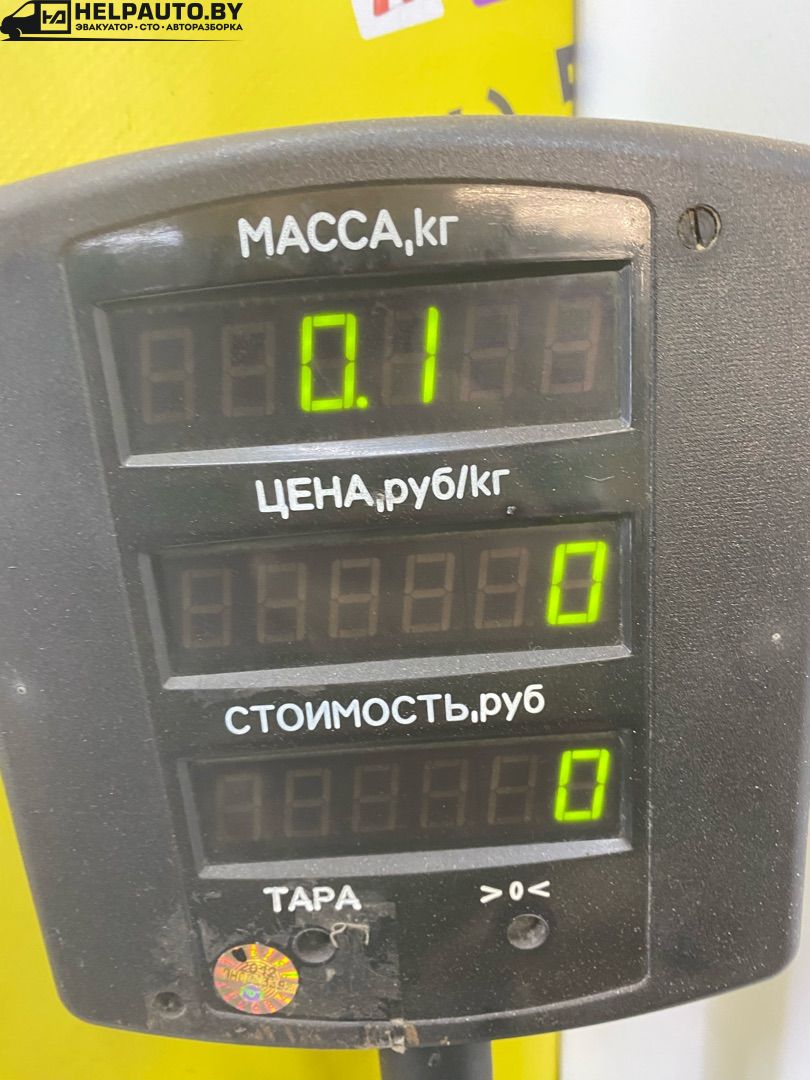 HELPAUTO.BY
ЭВАКУАТОР•СТО•АВТОРАЗБОРКА
МАССА,кг
0.1
ЦЕНА,руб/кг
0
СТОИМОСТЬ,руб
0
ТАРА >0<